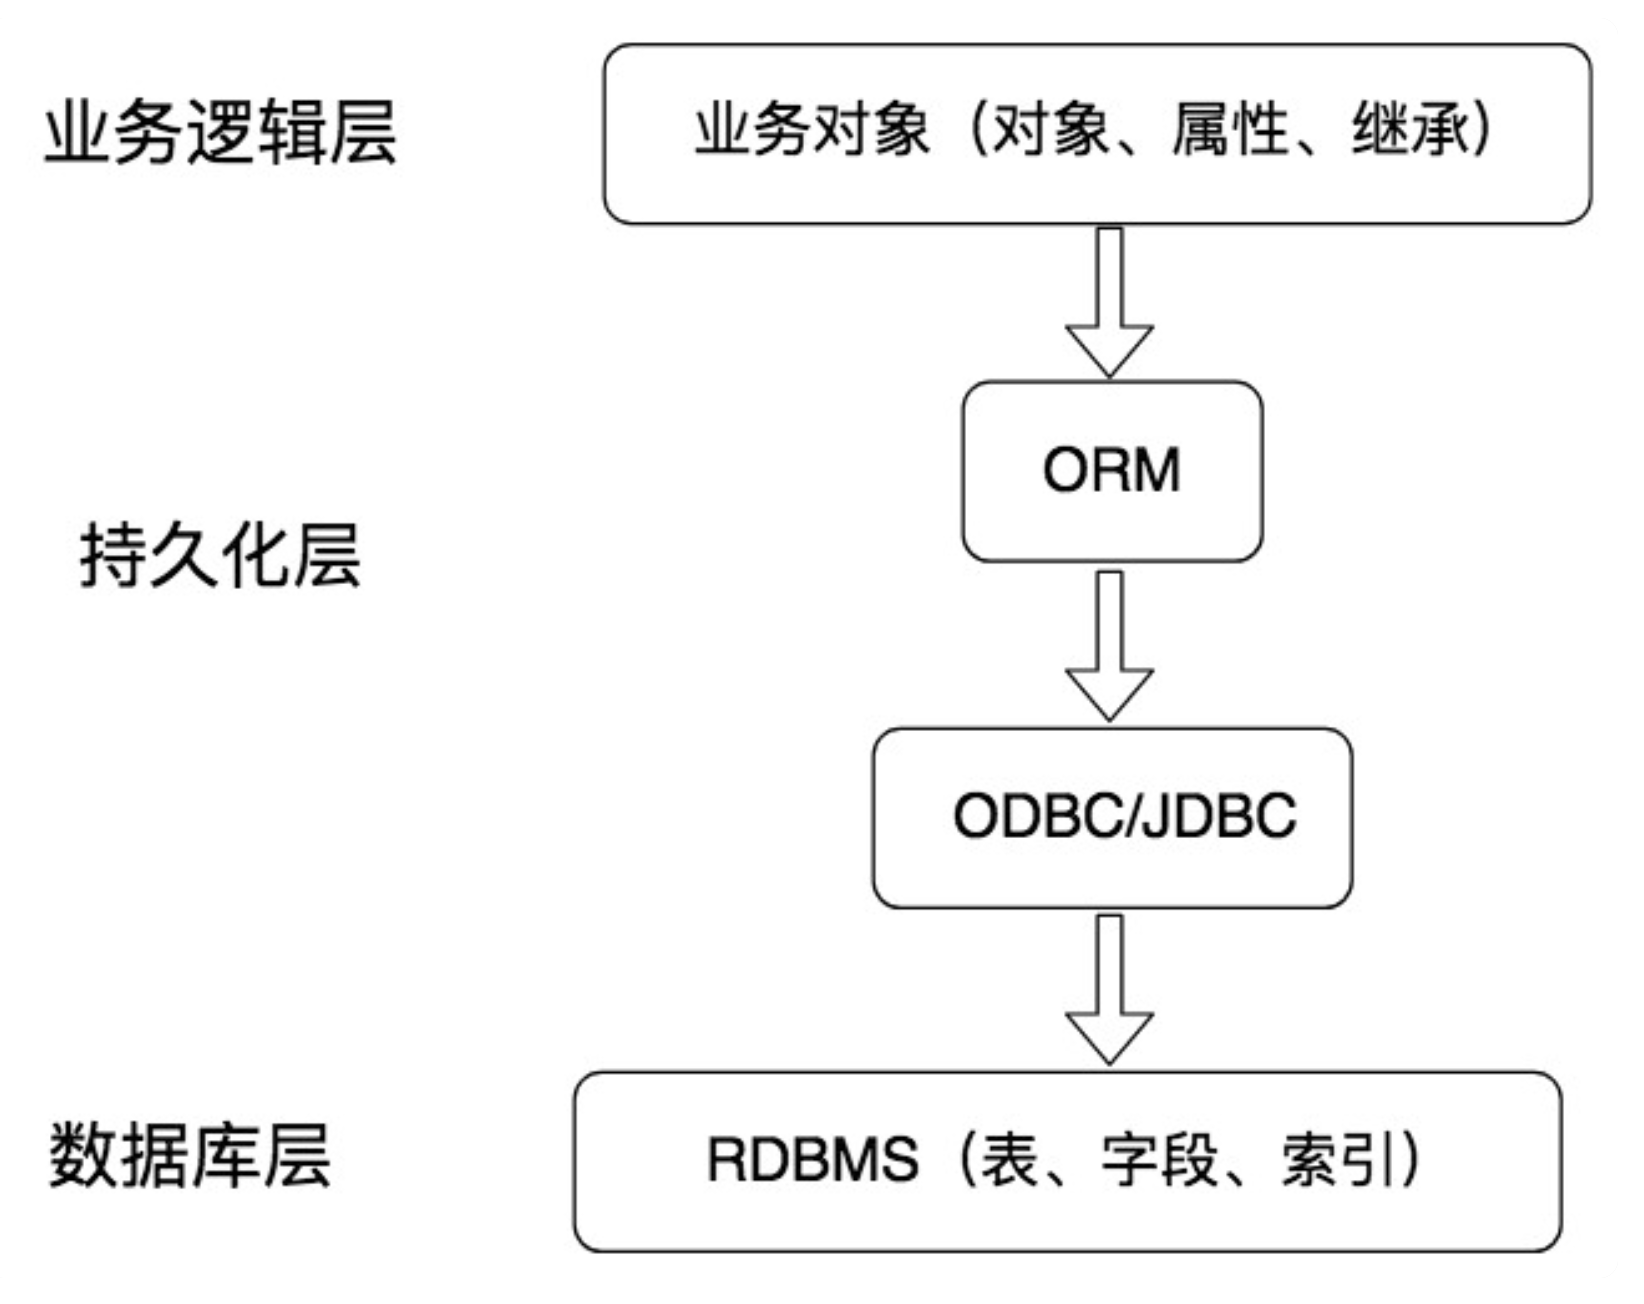 业务逻辑层
业务对象（对象、属性、继承）
ORM
持久化层
ODBC/JDBC
数据库层
RDBMS（表、字段、索引）